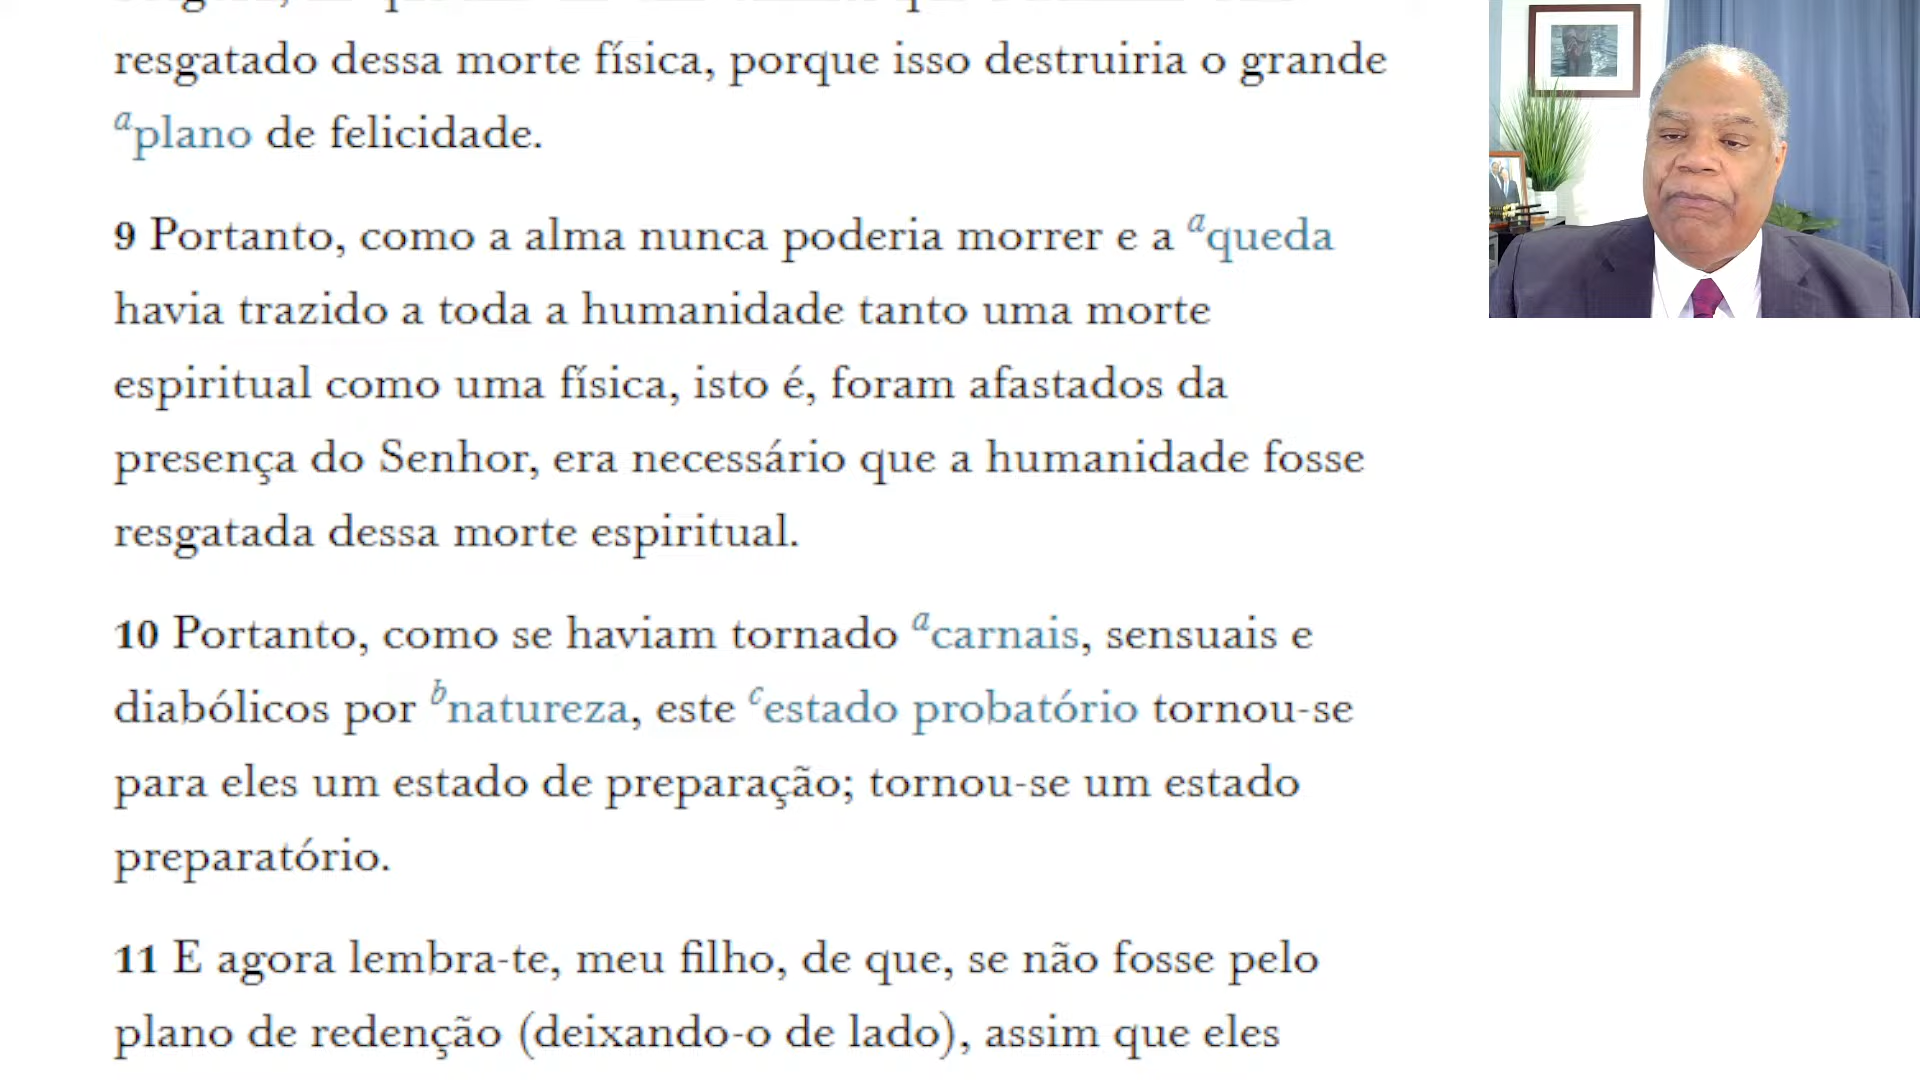 resgatado dessa morte física, porque isso destruiria o grande
aplano de felicidade.
9 Portanto, como a alma nunca poderia morrer e a aqueda
havia trazido a toda a humanidade tanto uma morte
espiritual como uma física, isto é, foram afastados da
presença do Senhor, era necessário que a humanidade fosse
resgatada dessa morte espiritual.
10 Portanto, como se haviam tornado acarnais, sensuais e
diabólicos por bnatureza, este cestado probatório tornou-se
para eles um estado de preparação; tornou-se um estado
preparatório.
11 E agora lembra-te, meu filho, de que, se não fosse pelo
plano de redenção (deixando-o de lado), assim que eles